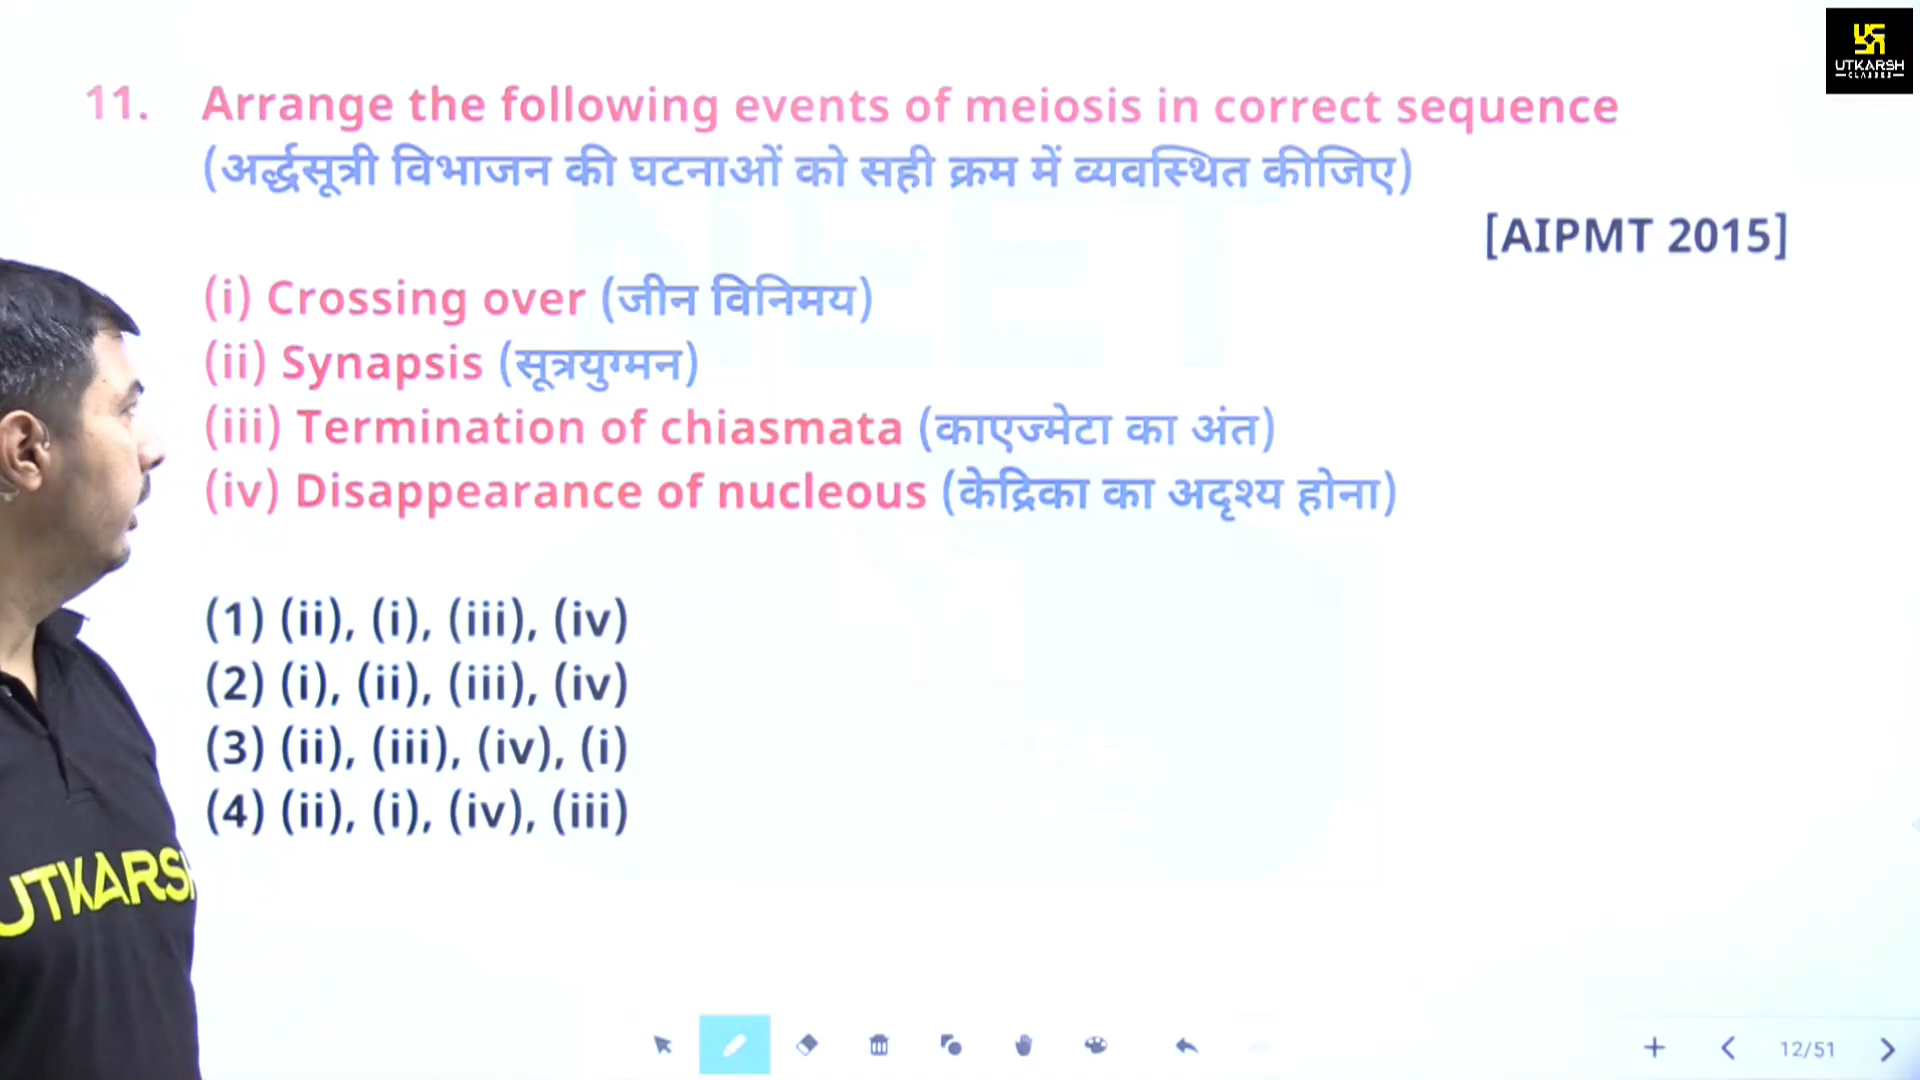 UTKARSH
CLASSES
11. Arrange the following events of meiosis in correct sequence
(अर्द्धसूत्री विभाजन की घटनाओं को सही क्रम में व्यवस्थित कीजिए)
[AIPMT 2015]
(i) Crossing over (जीन विनिमय)
(ii) Synapsis (सूत्रयुग्मन)
(iii) Termination of chiasmata (काएज्मेटा का अंत)
(iv) Disappearance of nucleous (केद्रिका का अदृश्य होना)
(1) (ii), (i), (iii), (iv)
(2) (i), (ii), (iii), (iv)
(3) (ii), (iii), (iv), (i)
(4) (ii), (i), (iv), (iii)
UTKARSH
12/51